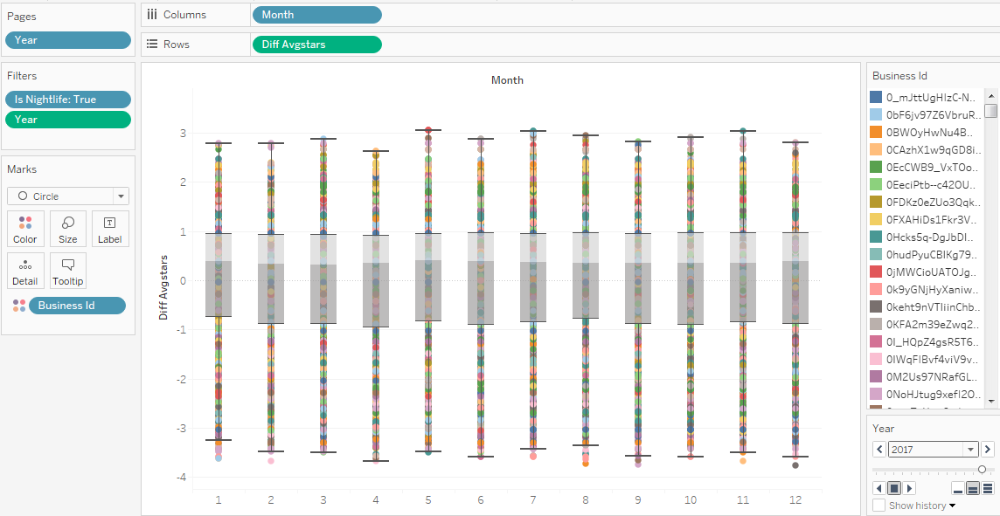 Pages
Year
Columns
Month
Rows
Diff Avgstars
Filters
Is Nightlife: True
Year
Marks
Circle
Color
Size
Label
Detail
Tooltip
Business Id
Month
Diff Avgstars
3
2
1
0
-1
-2
-3
-4
1 2 3 4 5 6 7 8 9 10 11 12
Business Id
0_mJttUgHlzC-N..
0bF6jv97Z6VbruR..
0BWOyHwNu4B..
0CAzhX1w9qGD8i..
0EcCWB9_VxTOo..
0EeciPtb--c42OU..
0FDKz0eZUo3Qqk..
0FXAHiDs1Fkr3V..
0Hcks5q-DgJbDI..
0hudPyuCBIKg79..
0jMWCioUATOJg..
0k9yGNjHyXaniw..
0keht9nVTIiinChb..
0KFA2m39eZwq2..
0l_HQpZ4gsR5T6..
0lWqFIBvf4viV9v..
0M2Us97NRafGL..
0NoHJtug9xefI2O..
Year
2017
Show history